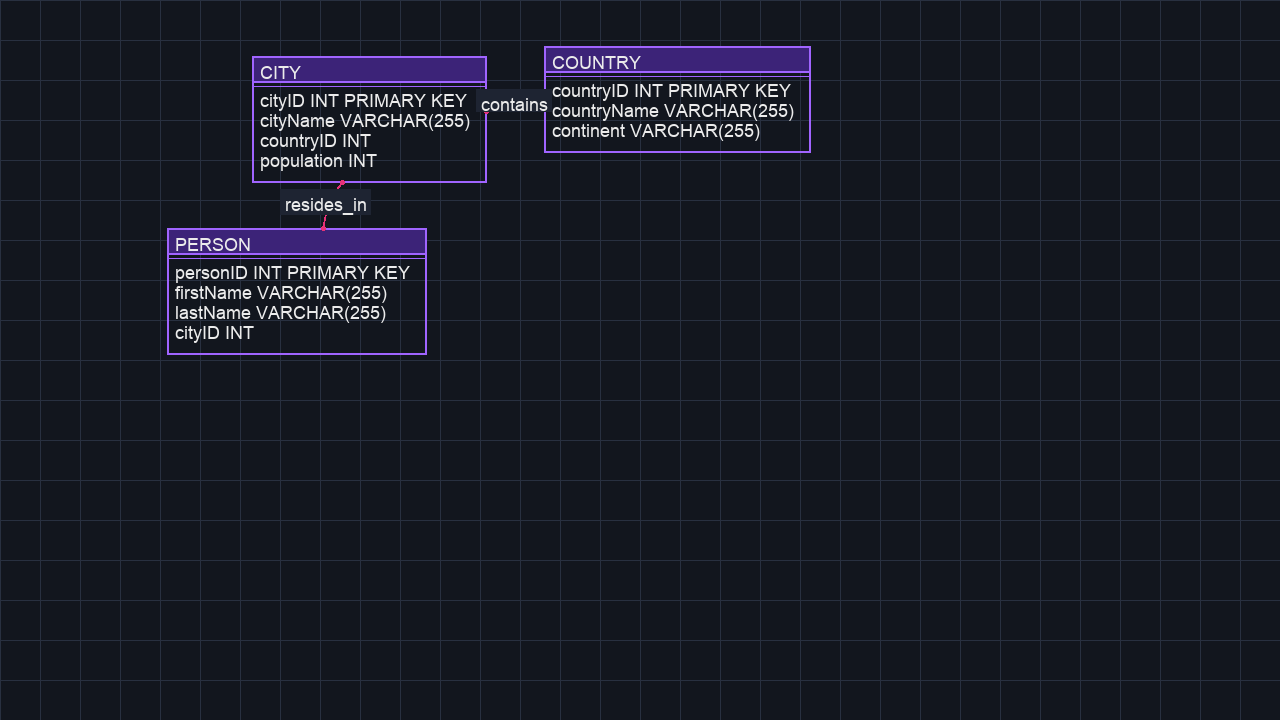 CITY
cityID INT PRIMARY KEY
cityName VARCHAR(255)
countryID INT
population INT
contains
COUNTRY
countryID INT PRIMARY KEY
countryName VARCHAR(255)
continent VARCHAR(255)
resides_in
PERSON
personID INT PRIMARY KEY
firstName VARCHAR(255)
lastName VARCHAR(255)
cityID INT